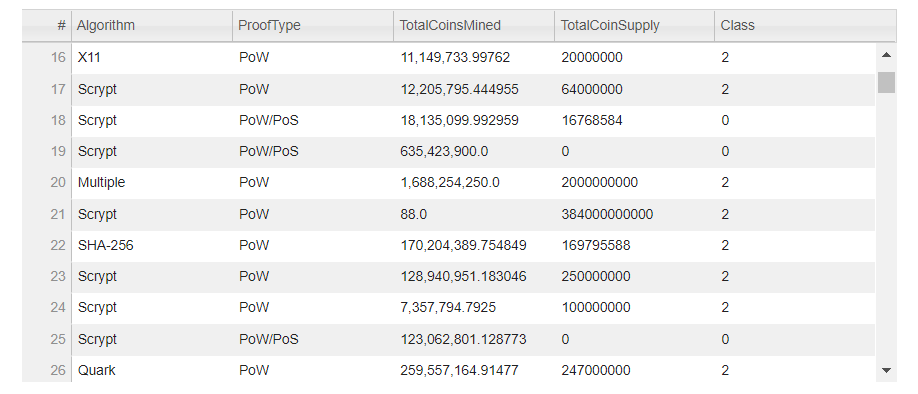 # Algorithm ProofType TotalCoinsMined TotalCoinSupply Class
16 X11 PoW 11,149,733.99762 20000000 2
17 Scrypt PoW 12,205,795.444955 64000000 2
18 Scrypt PoW/PoS 18,135,099.992959 16768584 0
19 Scrypt PoW/PoS 635,423,900.0 0 0
20 Multiple PoW 1,688,254,250.0 2000000000 2
21 Scrypt PoW 88.0 384000000000 2
22 SHA-256 PoW 170,204,389.754849 169795588 2
23 Scrypt PoW 128,940,951.183046 250000000 2
24 Scrypt PoW 7,357,794.7925 100000000 2
25 Scrypt PoW/PoS 123,062,801.128773 0 0
26 Quark PoW 259,557,164.91477 247000000 2